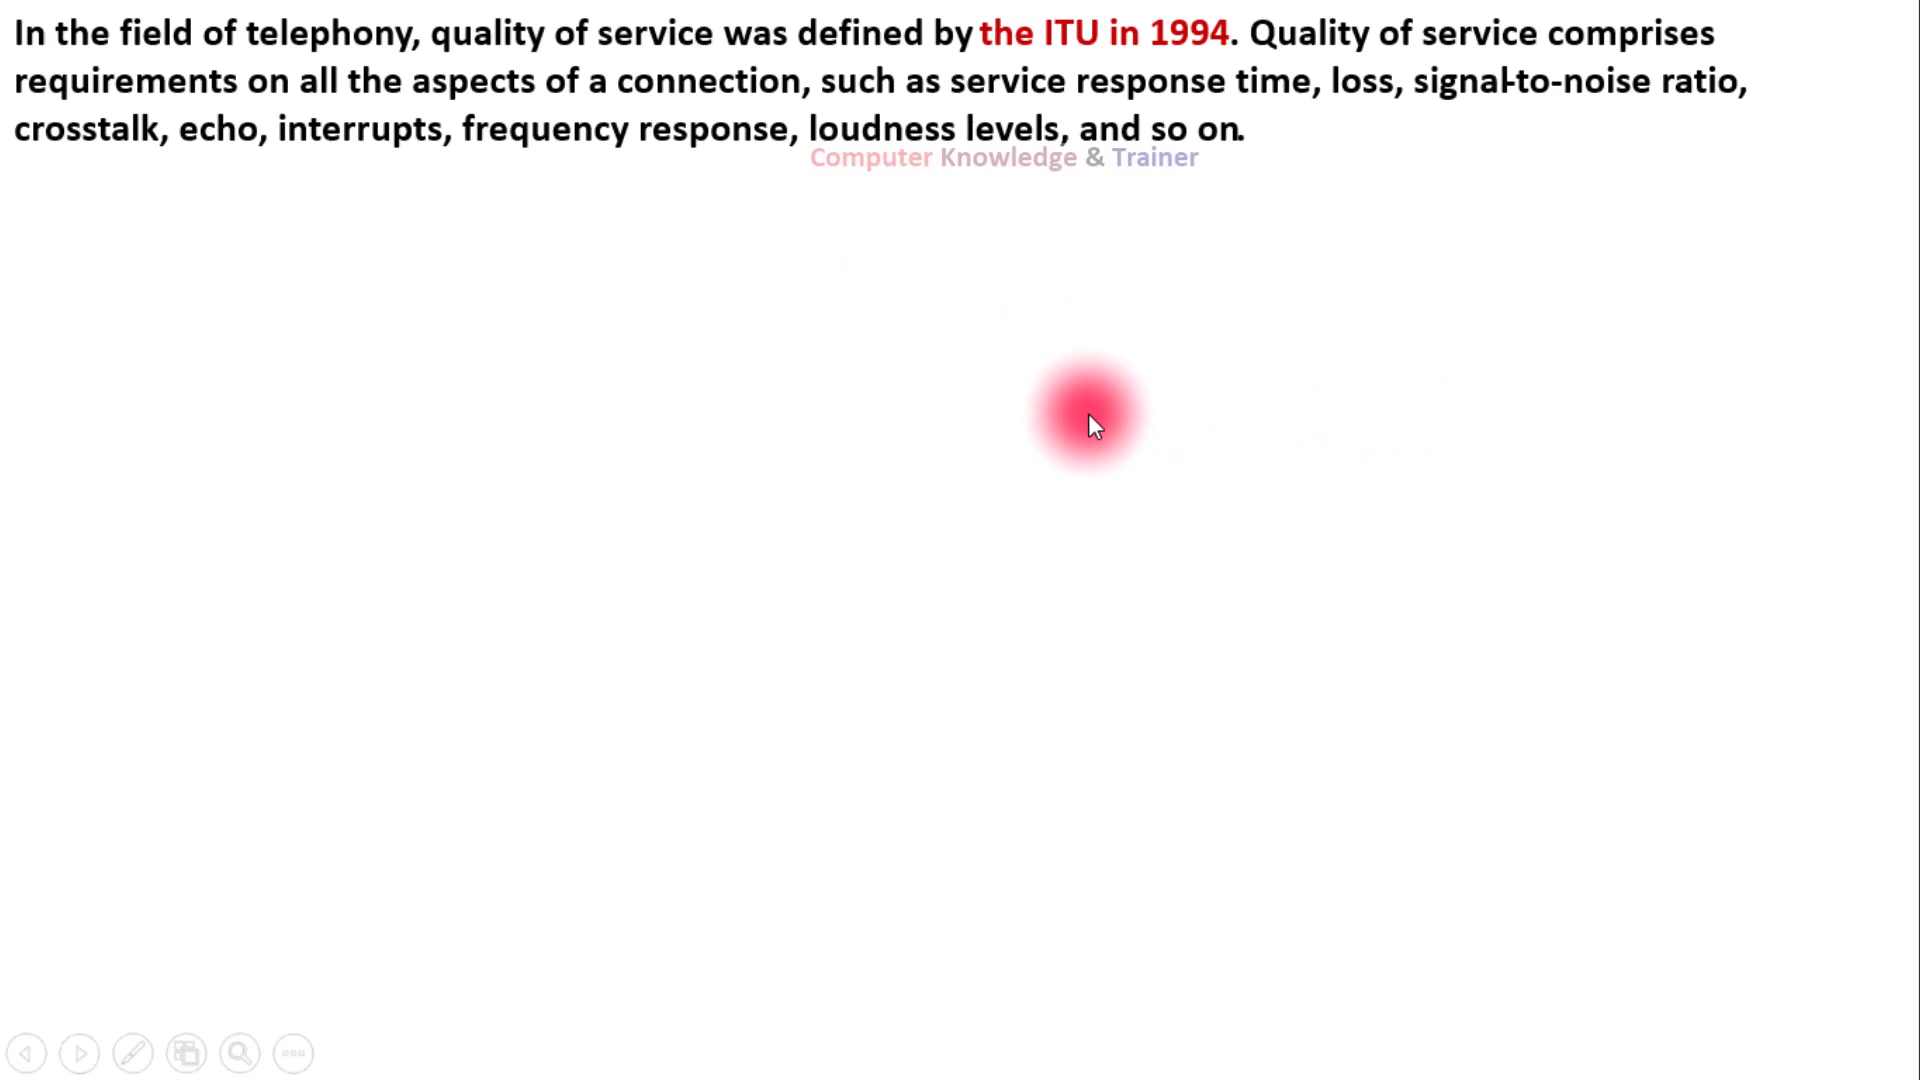 In the field of telephony, quality of service was defined by the ITU in 1994. Quality of service comprises
requirements on all the aspects of a connection, such as service response time, loss, signal-to-noise ratio,
crosstalk, echo, interrupts, frequency response, loudness levels, and so on.
Computer Knowledge & Trainer